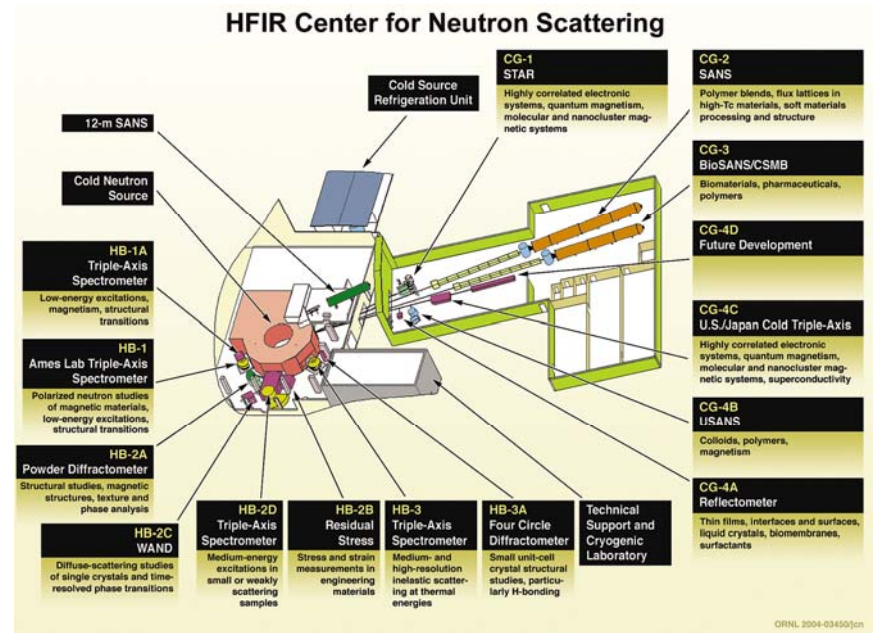 HFIR Center for Neutron Scattering
CG-1
STAR
Highly correlated electronic
systems, quantum magnetism,
molecular and nanocluster mag-
netic systems
CG-2
SANS
Polymer blends, flux lattices in
high-Tc materials, soft materials
processing and structure
Cold Source
Refrigeration Unit
12-m SANS
CG-3
BioSANS/CSMB
Biomaterials, pharmaceuticals,
polymers
Cold Neutron
Source
CG-4D
Future Development
HB-1A
Triple-Axis
Spectrometer
Low-energy excitations,
magnetism, structural
transitions
CG-4C
U.S./Japan Cold Triple-Axis
Highly correlated electronic
systems, quantum magnetism,
molecular and nanocluster mag-
netic systems, superconductivity
HB-1
Ames Lab Triple-Axis
Spectrometer
Polarized neutron studies
of magnetic materials,
low-energy excitations,
structural transitions
CG-4B
USANS
Colloids, polymers,
magnetism
HB-2A
Powder Diffractometer
Structural studies, magnetic
structures, texture and
phase analysis
CG-4A
Reflectometer
Thin films, interfaces and surfaces,
liquid crystals, biomembranes,
surfactants
HB-2C
WAND
Diffuse-scattering studies
of single crystals and time-
resolved phase transitions
HB-2D
Triple-Axis
Spectrometer
Medium-energy
excitations in
small or weakly
scattering
samples
HB-2B
Residual
Stress
Stress and strain
measurements in
engineering
materials
HB-3
Triple-Axis
Spectrometer
Medium- and
high-resolution
inelastic scatter-
ing at thermal
energies
HB-3A
Four Circle
Diffractometer
Small unit-cell
crystal structural
studies, particu-
larly H-bonding
Technical
Support and
Cryogenic
Laboratory
ORNL 2004-03450/jcn